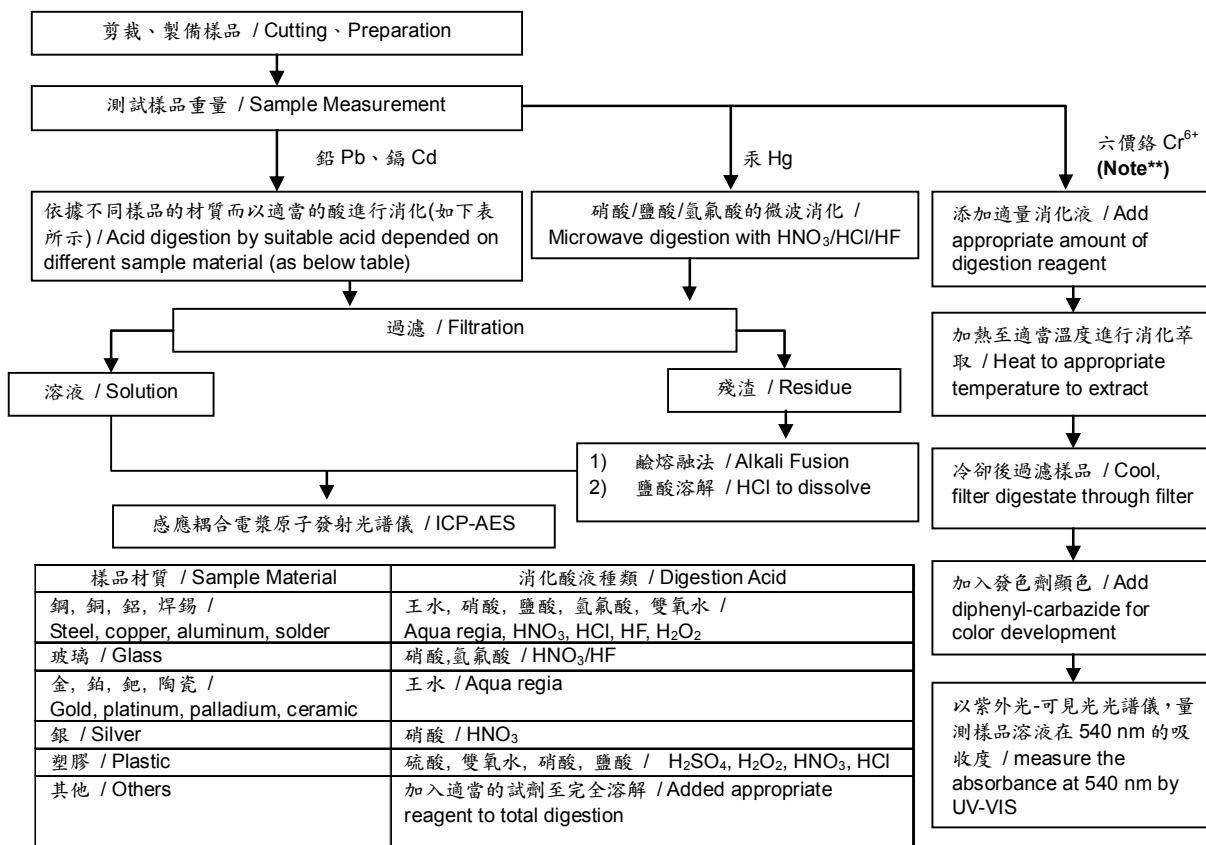 剪裁、製備樣品 / Cutting、Preparation
測試樣品重量 / Sample Measurement
鉛 Pb、鎘 Cd
汞 Hg
六價鉻 Cr6+
(Note**)
依據不同樣品的材質而以適當的酸進行消化(如下表
所示) / Acid digestion by suitable acid depended on
different sample material (as below table)
硝酸/鹽酸/氫氟酸的微波消化 /
Microwave digestion with HNO3/HCl/HF
添加適量消化液 / Add
appropriate amount of
digestion reagent
過濾 / Filtration
加熱至適當溫度進行消化萃
取 / Heat to appropriate
temperature to extract
溶液 / Solution
殘渣 / Residue
1) 鹼熔融法 / Alkali Fusion
2) 鹽酸溶解 / HCl to dissolve
冷卻後過濾樣品 / Cool,
filter digestate through filter
感應耦合電漿原子發射光譜儀 / ICP-AES
加入發色劑顯色 / Add
diphenyl-carbazide for
color development
以紫外光-可見光光譜儀，量
測樣品溶液在 540 nm 的吸
收度 / measure the
absorbance at 540 nm by
UV-VIS
樣品材質 / Sample Material
消化酸液種類 / Digestion Acid
鋼, 銅, 鋁, 焊錫 /
Steel, copper, aluminum, solder
王水, 硝酸, 鹽酸, 氫氟酸, 雙氧水 /
Aqua regia, HNO3, HCl, HF, H2O2
玻璃 / Glass
硝酸,氫氟酸 / HNO3/HF
金, 鉑, 鈀, 陶瓷 /
Gold, platinum, palladium, ceramic
王水 / Aqua regia
銀 / Silver
硝酸 / HNO3
塑膠 / Plastic
硫酸, 雙氧水, 硝酸, 鹽酸 / H2SO4, H2O2, HNO3, HCl
其他 / Others
加入適當的試劑至完全溶解 / Added appropriate
reagent to total digestion